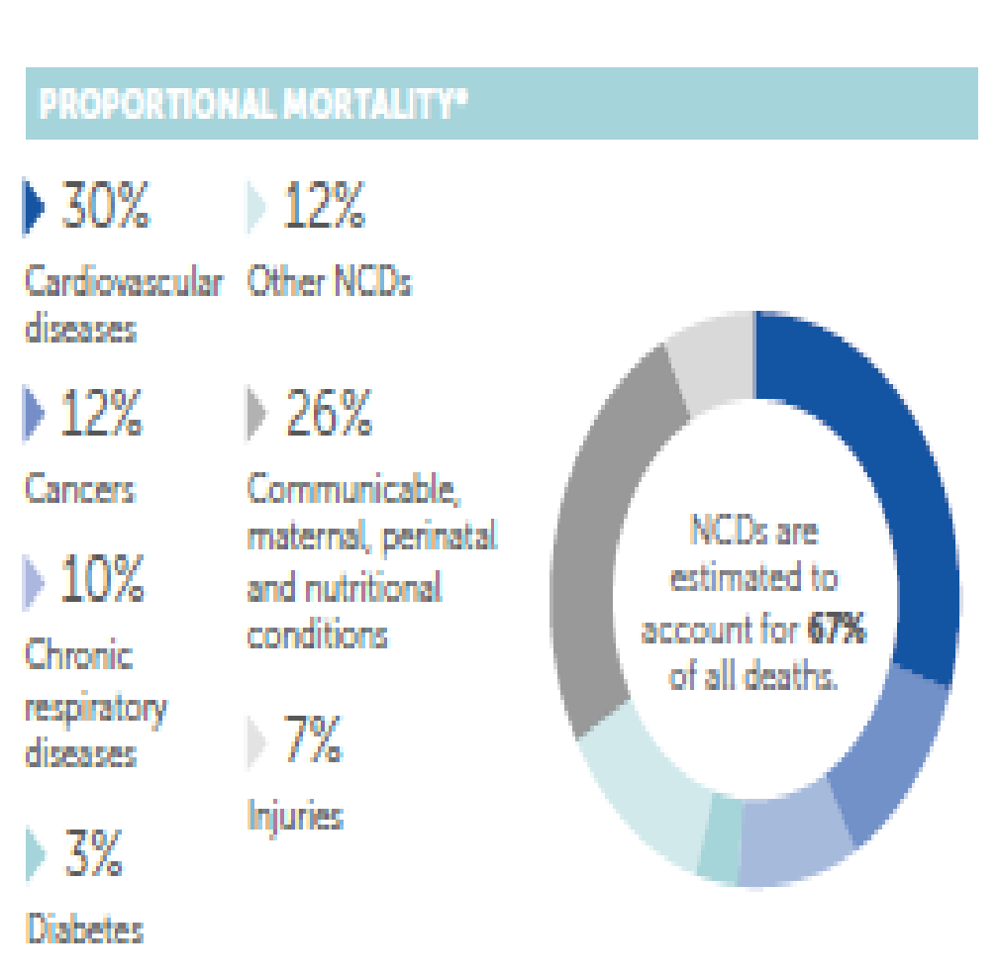 PROPORTIONAL MORTALITY*
30%
Cardiovascular
diseases
12%
Cancers
10%
Chronic
respiratory
diseases
3%
Diabetes
12%
Other NCDs
26%
Communicable,
maternal, perinatal
and nutritional
conditions
7%
Injuries
NCDs are
estimated to
account for 67%
of all deaths.